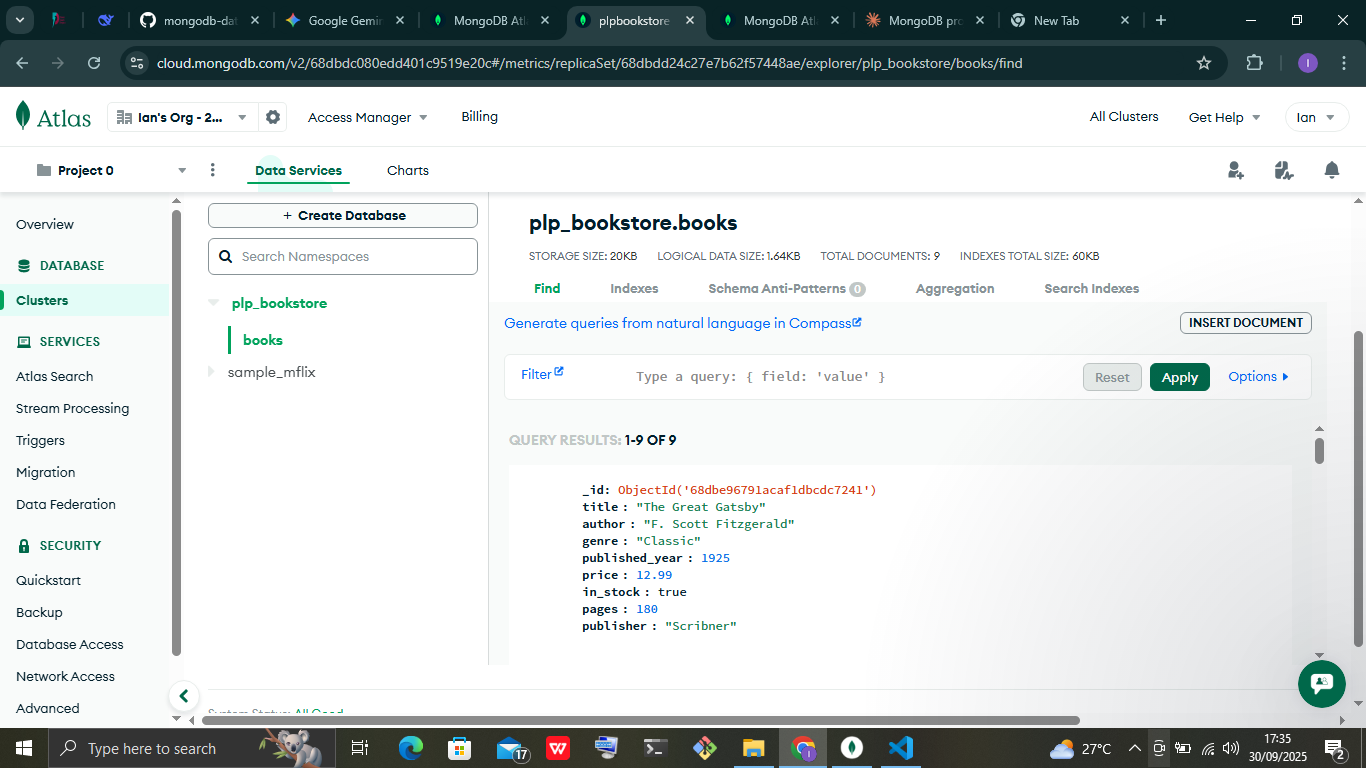 mongodb-dat
Google Gemin
MongoDB Atl
plpbookstore
MongoDB Atl
MongoDB pro
New Tab
cloud.mongodb.com/v2/68dbdc080edd401c9519e20c#/metrics/replicaSet/68dbdd24c27e7b62f57448ae/explorer/plp_bookstore/books/find
I
Atlas
Ian's Org - 2...
Access Manager
Billing
All Clusters
Get Help
Ian
Project 0
Data Services
Charts
Overview
DATABASE
Clusters
SERVICES
Atlas Search
Stream Processing
Triggers
Migration
Data Federation
SECURITY
Quickstart
Backup
Database Access
Network Access
Advanced
+ Create Database
Search Namespaces
plp_bookstore
books
sample_mflix
plp_bookstore.books
STORAGE SIZE: 20KB LOGICAL DATA SIZE: 1.64KB TOTAL DOCUMENTS: 9 INDEXES TOTAL SIZE: 60KB
Find Indexes Schema Anti-Patterns 0 Aggregation Search Indexes
Generate queries from natural language in Compass
INSERT DOCUMENT
Filter
Type a query: { field: 'value' }
Reset
Apply
Options
QUERY RESULTS: 1-9 OF 9
_id: ObjectId('68dbe96791acaf1dbcdc7241')
title : "The Great Gatsby"
author : "F. Scott Fitzgerald"
genre : "Classic"
published_year : 1925
price : 12.99
in_stock : true
pages : 180
publisher : "Scribner"
System Status: All Good
Type here to search
17
W
27°C
17:35
30/09/2025
2